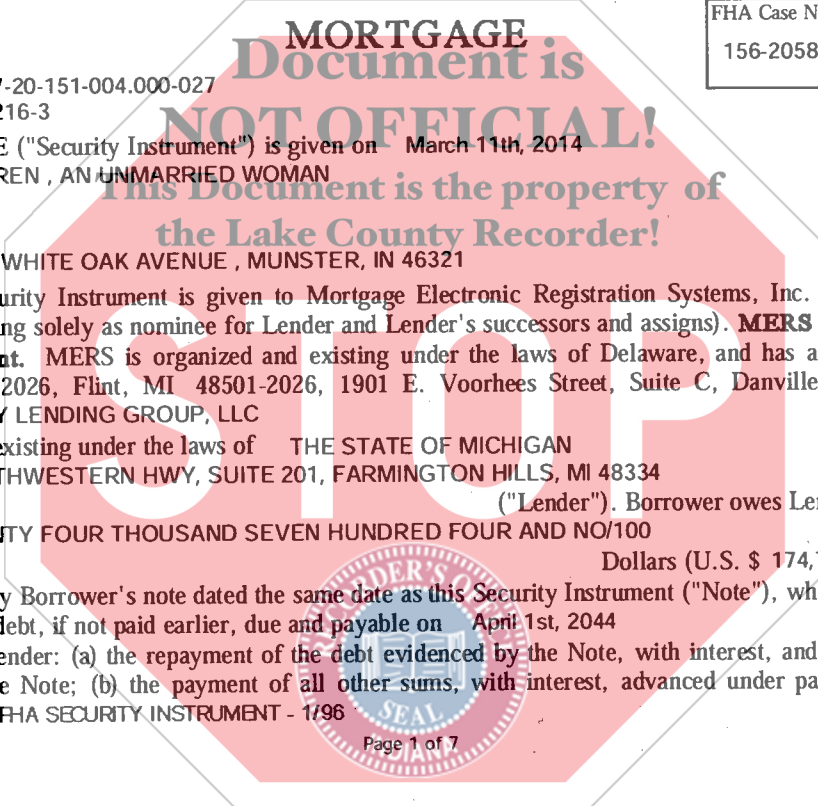 MORTGAGE
FHA Case N
156-2058
Document is
NOT OFFICIAL!
This Document is the property of
the Lake County Recorder!
-20-151-004.000-027
216-3
E ("Security Instrument") is given on March 11th, 2014
REN , AN UNMARRIED WOMAN
WHITE OAK AVENUE , MUNSTER, IN 46321
urity Instrument is given to Mortgage Electronic Registration Systems, Inc.
ng solely as nominee for Lender and Lender's successors and assigns). MERS
nt. MERS is organized and existing under the laws of Delaware, and has a
2026, Flint, MI 48501-2026, 1901 E. Voorhees Street, Suite C, Danville
Y LENDING GROUP, LLC
existing under the laws of THE STATE OF MICHIGAN
THWESTERN HWY, SUITE 201, FARMINGTON HILLS, MI 48334
("Lender"). Borrower owes Le
NTY FOUR THOUSAND SEVEN HUNDRED FOUR AND NO/100
Dollars (U.S. $ 174,
y Borrower's note dated the same date as this Security Instrument ("Note"), wh
debt, if not paid earlier, due and payable on April 1st, 2044
ender: (a) the repayment of the debt evidenced by the Note, with interest, and
e Note; (b) the payment of all other sums, with interest, advanced under pa
FHA SECURITY INSTRUMENT - 1/96
Page 1 of 7
STOP
RECORDER'S OFFICE
SEAL
INDIANA